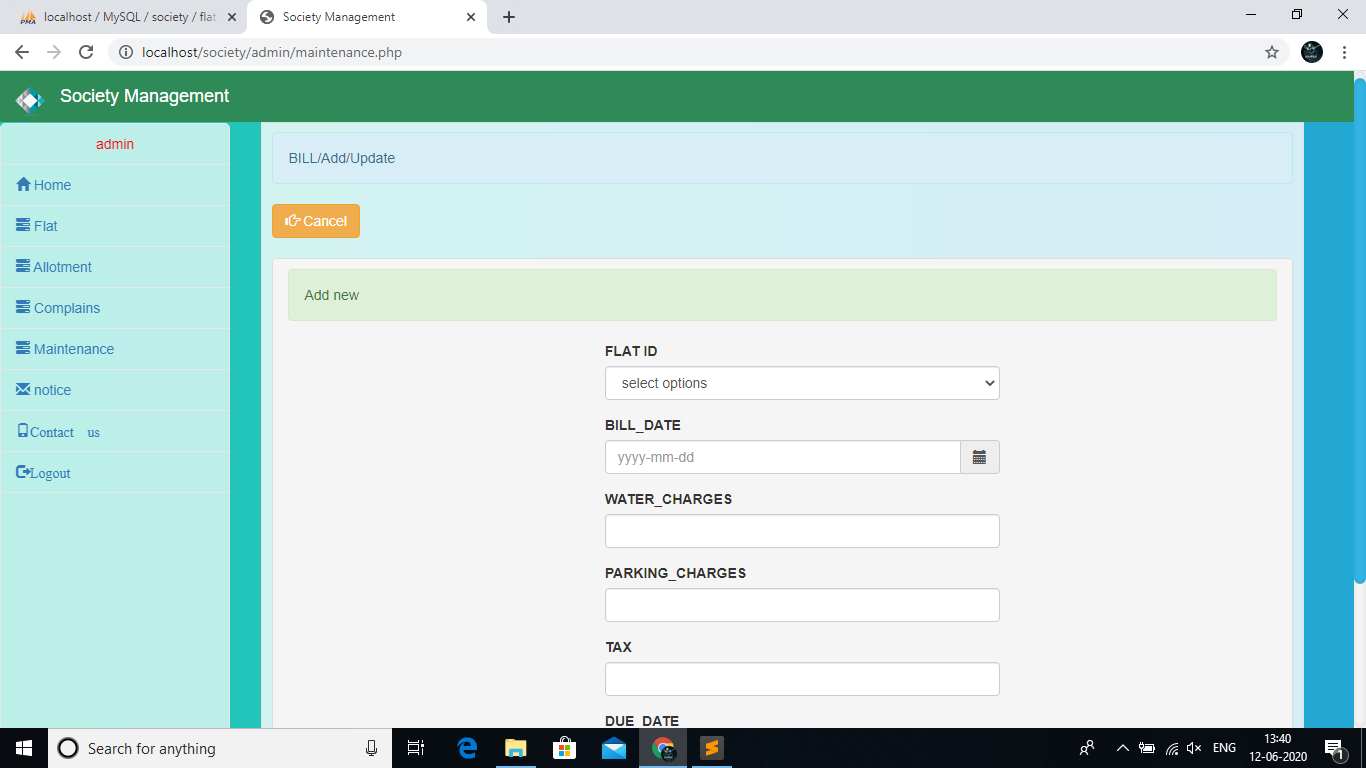 localhost / MySQL / society / flat
Society Management
localhost/society/admin/maintenance.php
Society Management
admin
Home
Flat
Allotment
Complains
Maintenance
notice
Contact us
Logout
BILL/Add/Update
Cancel
Add new
FLAT ID
select options
BILL_DATE
yyyy-mm-dd
WATER_CHARGES
PARKING_CHARGES
TAX
DUE_DATE
Search for anything
ENG
13:40
12-06-2020
1